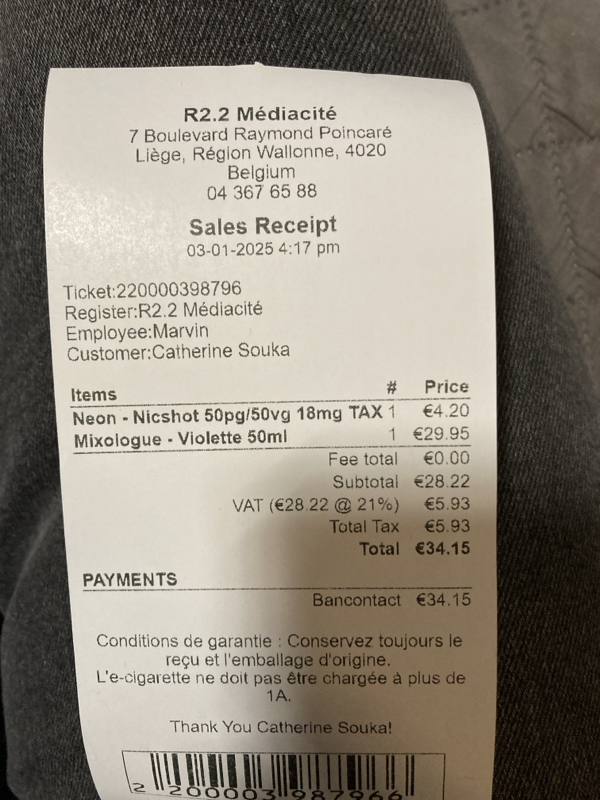 R2.2 Médiacité
7 Boulevard Raymond Poincaré
Liège, Région Wallonne, 4020
Belgium
04 367 65 88
Sales Receipt
03-01-2025 4:17 pm
Ticket:220000398796
Register:R2.2 Médiacité
Employee:Marvin
Customer:Catherine Souka
Items # Price
Neon - Nicshot 50pg/50vg 18mg TAX 1 €4.20
Mixologue - Violette 50ml 1 €29.95
Fee total €0.00
Subtotal €28.22
VAT (€28.22 @ 21%) €5.93
Total Tax €5.93
Total €34.15
PAYMENTS
Bancontact €34.15
Conditions de garantie : Conservez toujours le
reçu et l'emballage d'origine.
L'e-cigarette ne doit pas être chargée à plus de
1A.
Thank You Catherine Souka!
2 200003 987966